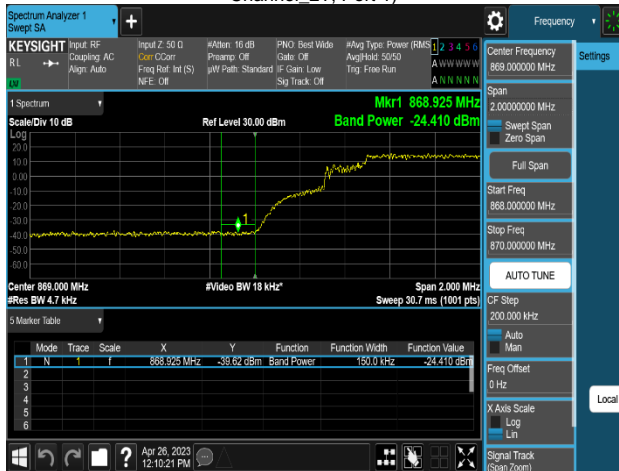 Spectrum Analyzer 1
Swept SA
Frequency
KEYSIGHT
RL
Input: RF
Coupling: AC
Align: Auto
Input Z: 50 Ω
Corr CCorr
Freq Ref: Int (S)
NFE: Off
#Atten: 16 dB
Preamp: Off
µW Path: Standard
PNO: Best Wide
Gate: Off
IF Gain: Low
Sig Track: Off
#Avg Type: Power (RMS
Avg|Hold: 50/50
Trig: Free Run
1 2 3 4 5 6
A W W W W W
A N N N N N
1 Spectrum
Scale/Div 10 dB
Ref Level 30.00 dBm
Mkr1 868.925 MHz
Band Power -24.410 dBm
Log
20.0
10.0
0.00
-10.0
-20.0
-30.0
-40.0
-50.0
-60.0
1
Center 869.000 MHz
#Video BW 18 kHz*
Span 2.000 MHz
#Res BW 4.7 kHz
Sweep 30.7 ms (1001 pts)
5 Marker Table
Mode Trace Scale X Y Function Function Width Function Value
1 N 1 f 868.925 MHz -39.62 dBm Band Power 150.0 kHz -24.410 dBm
2
3
4
5
6
Apr 26, 2023
12:10:21 PM
Settings
Center Frequency
869.000000 MHz
Span
2.00000000 MHz
Swept Span
Zero Span
Full Span
Start Freq
868.000000 MHz
Stop Freq
870.000000 MHz
AUTO TUNE
CF Step
200.000 kHz
Auto
Man
Freq Offset
0 Hz
X Axis Scale
Log
Lin
Signal Track
(Span Zoom)
Local